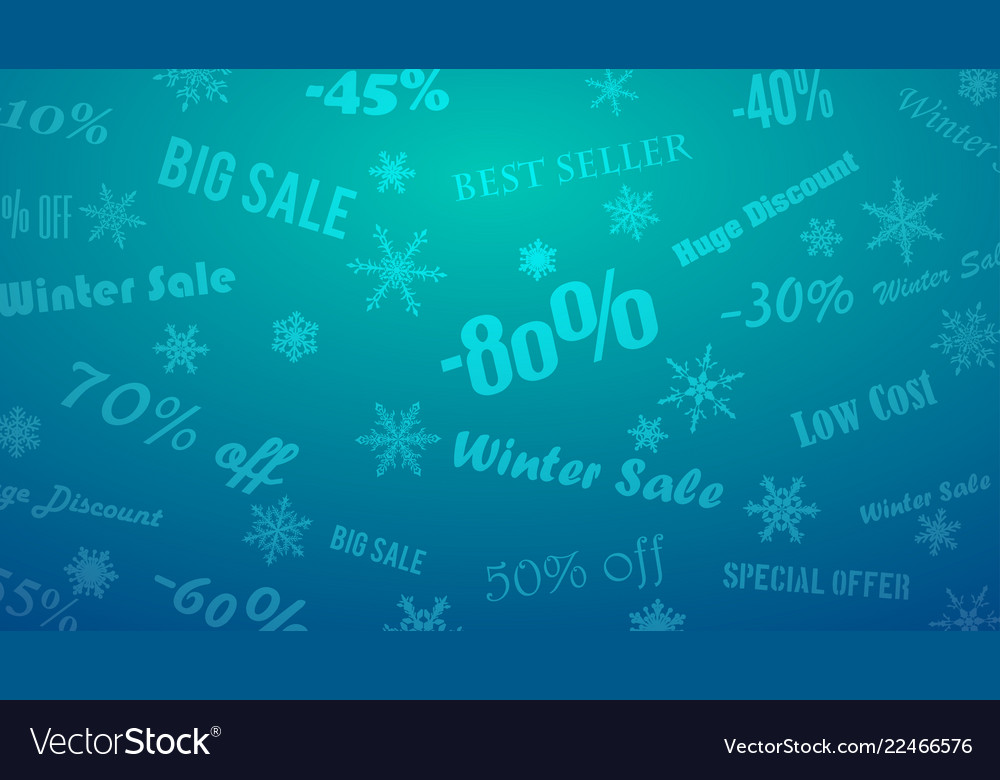 -45%
-40%
-10%
Winter
BIG SALE
BEST SELLER
Huge Discount
% OFF
Winter Sale
-30%
Winter Sal
-80%
70% off
Low Cost
Winter Sale
ge Discount
Winter Sale
BIG SALE
50% off
SPECIAL OFFER
55%
-60%
VectorStock®
VectorStock.com/22466576